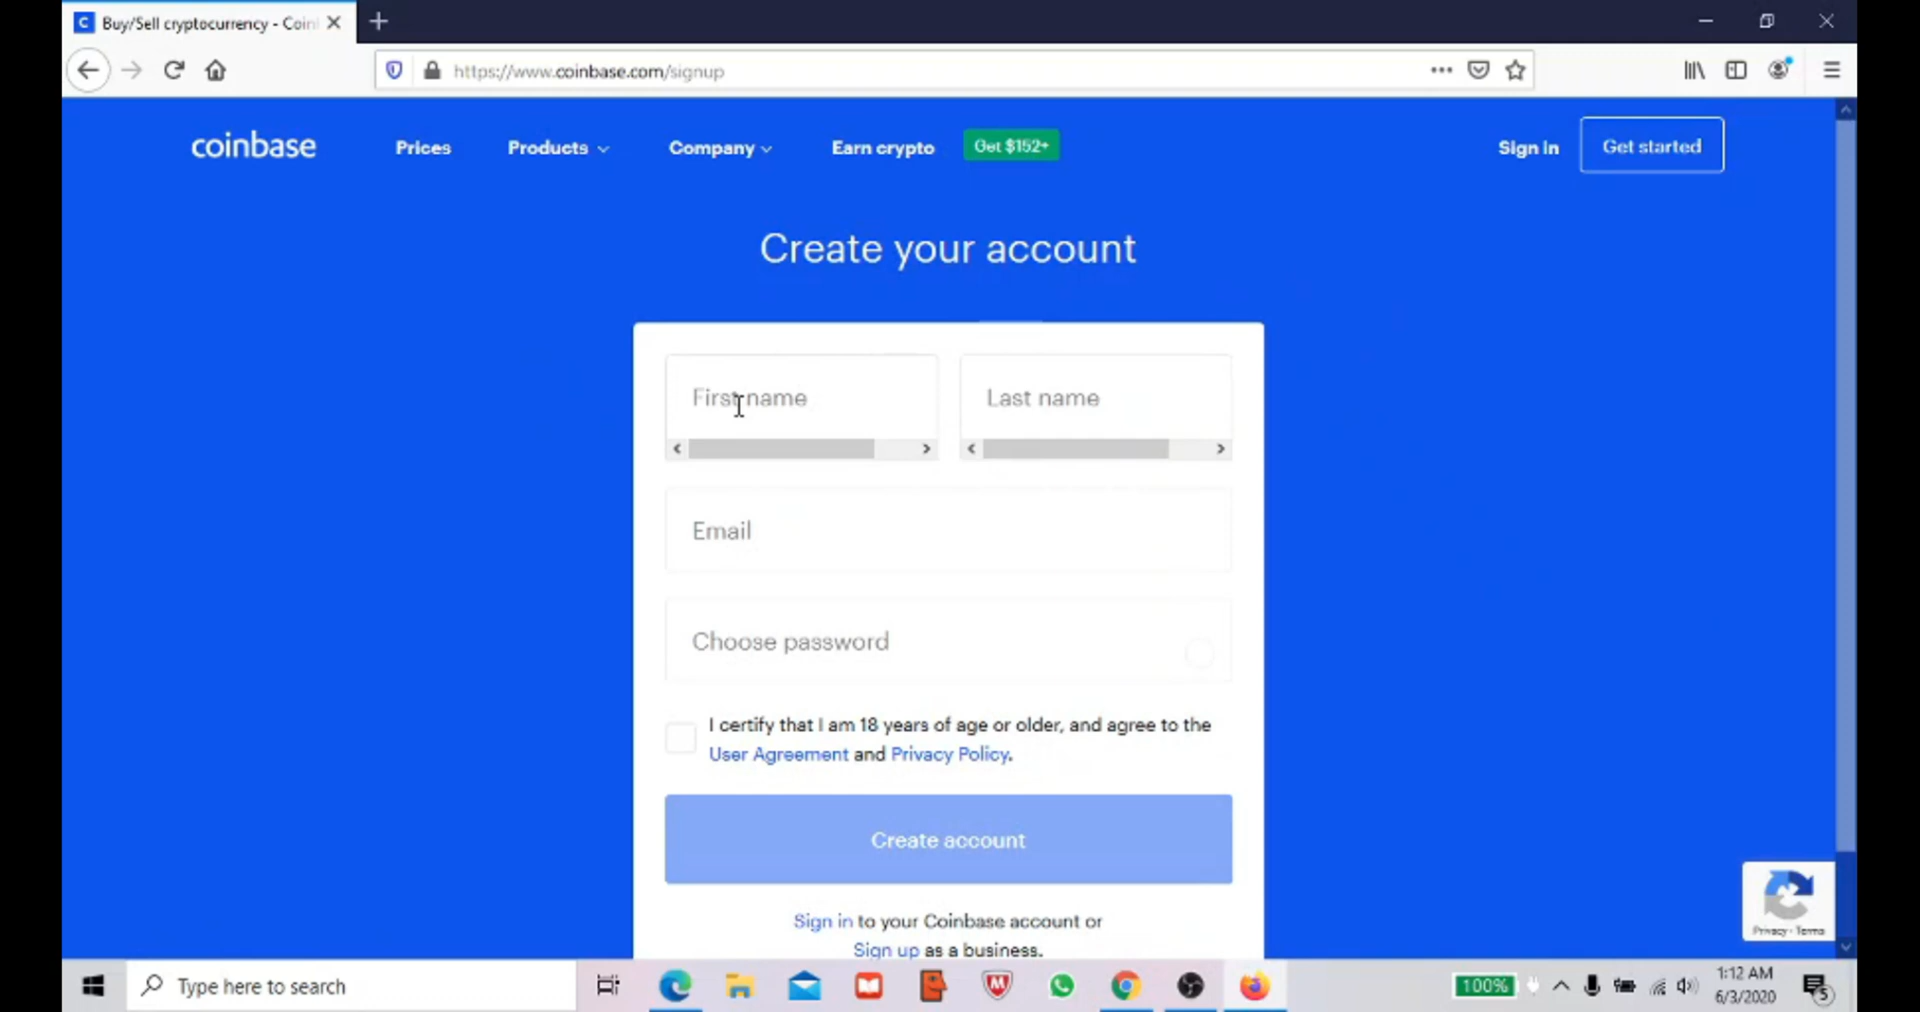 Buy/Sell cryptocurrency - Coin
https://www.coinbase.com/signup
coinbase
Prices
Products
Company
Earn crypto
Get $152+
Sign in
Get started
Create your account
First name
Last name
Email
Choose password
I certify that I am 18 years of age or older, and agree to the
User Agreement and Privacy Policy.
Create account
Sign in to your Coinbase account or
Sign up as a business.
Privacy - Terms
Type here to search
100%
1:12 AM
6/3/2020
5